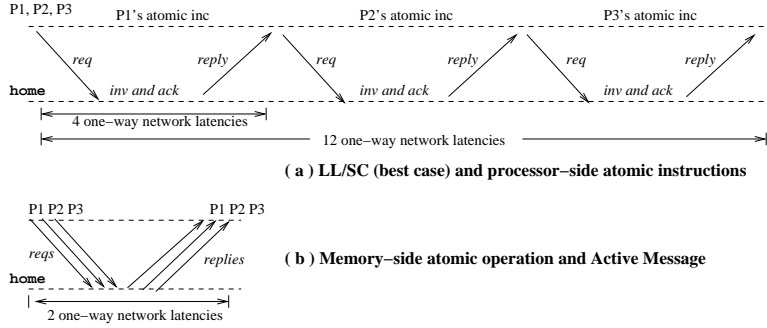 P1, P2, P3
P1's atomic inc
P2's atomic inc
P3's atomic inc
req
reply
req
reply
req
reply
home
inv and ack
inv and ack
inv and ack
4 one−way network latencies
12 one−way network latencies
( a ) LL/SC (best case) and processor−side atomic instructions
P1 P2 P3
P1 P2 P3
reqs
replies
( b ) Memory−side atomic operation and Active Message
home
2 one−way network latencies